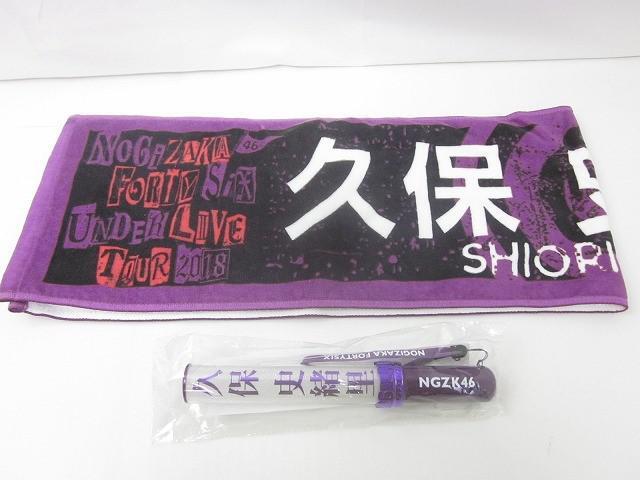 NOGIZAKA 46
FORTY SIX
UNDER LIVE
TOUR 2018
久保 史
SHIORI
NOGIZAKA FORTYSIX
久保 史緒里
NGZK46